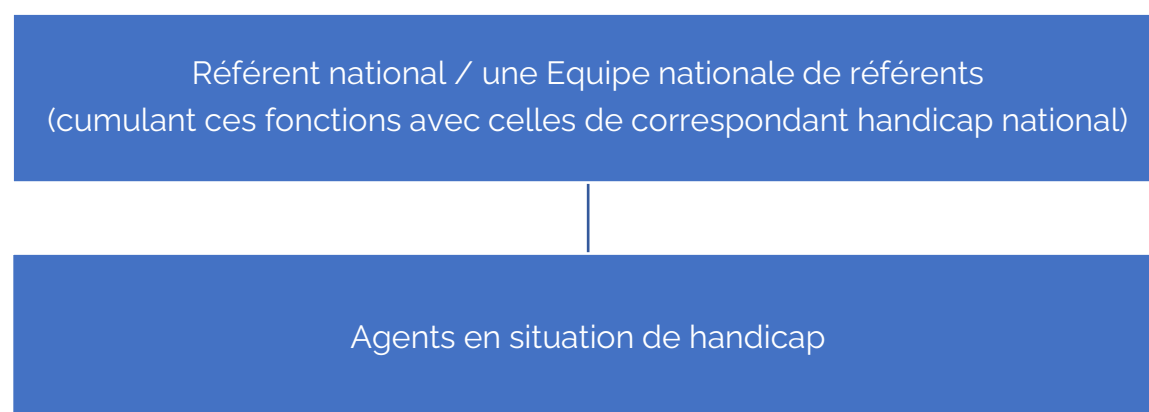 Référent national / une Equipe nationale de référents
(cumulant ces fonctions avec celles de correspondant handicap national)
Agents en situation de handicap